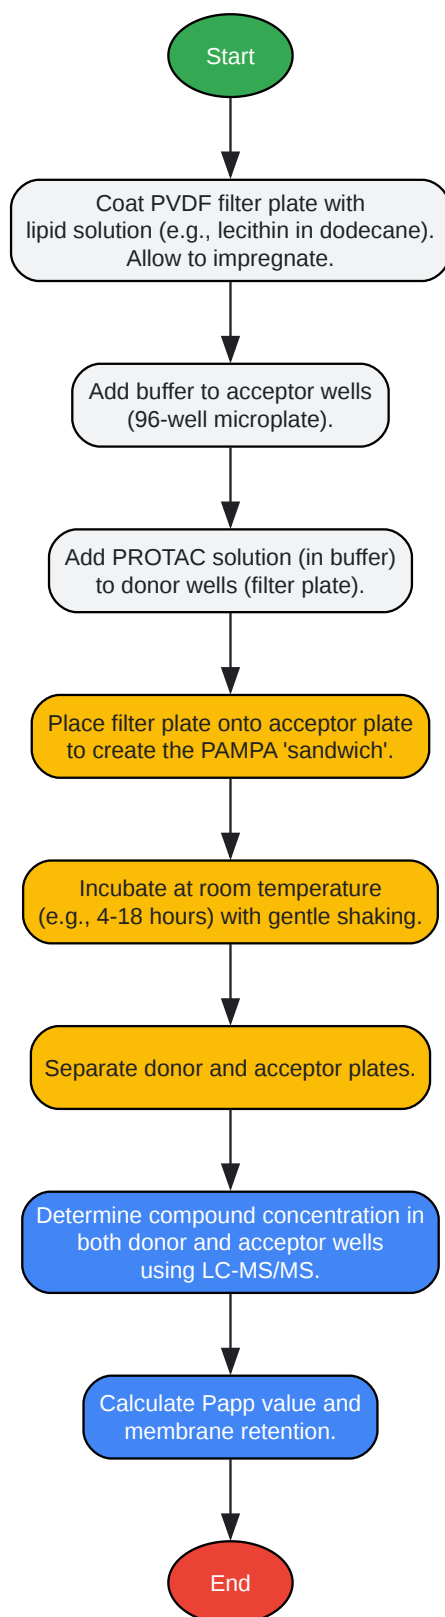 Start
Coat PVDF filter plate with
lipid solution (e.g., lecithin in dodecane).
Allow to impregnate.
Add buffer to acceptor wells
(96-well microplate).
Add PROTAC solution (in buffer)
to donor wells (filter plate).
Place filter plate onto acceptor plate
to create the PAMPA 'sandwich'.
Incubate at room temperature
(e.g., 4-18 hours) with gentle shaking.
Separate donor and acceptor plates.
Determine compound concentration in
both donor and acceptor wells
using LC-MS/MS.
Calculate Papp value and
membrane retention.
End